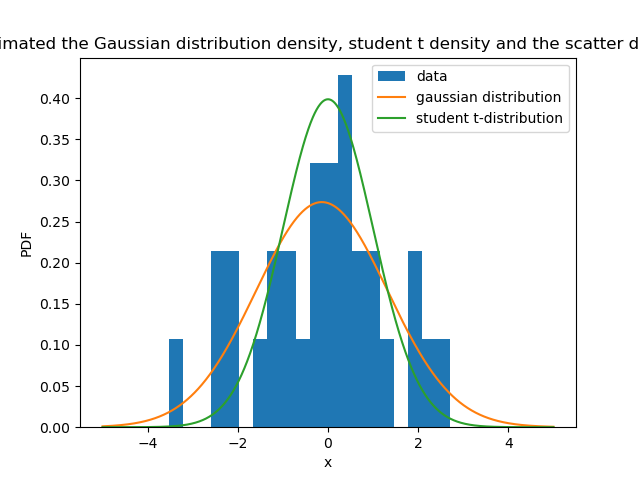 imated the Gaussian distribution density, student t density and the scatter d
data
gaussian distribution
student t-distribution
PDF
0.40
0.35
0.30
0.25
0.20
0.15
0.10
0.05
0.00
−4
−2
0
2
4
x